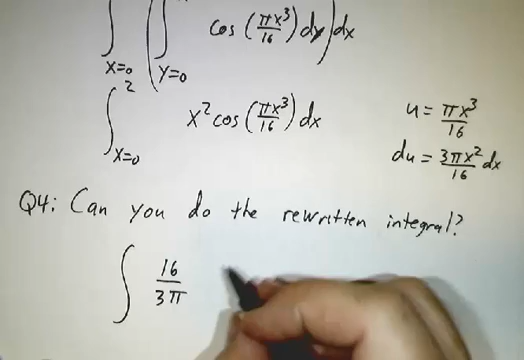 ∫ x=0 ( ∫ y=0 cos (πx³/16) dy ) dx
∫ x=0 2 x² cos (πx³/16) dx
u = πx³/16
du = 3πx²/16 dx
Q4: Can you do the rewritten integral?
∫ 16/3π